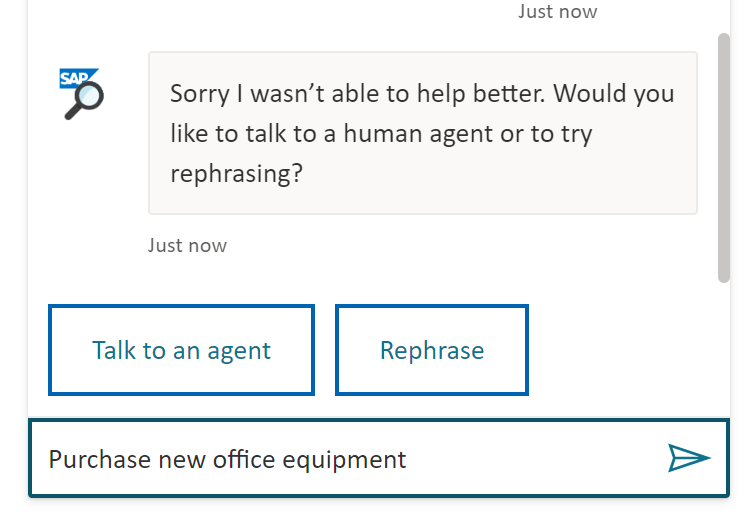 Just now
SAP
Sorry I wasn’t able to help better. Would you
like to talk to a human agent or to try
rephrasing?
Just now
Talk to an agent
Rephrase
Purchase new office equipment